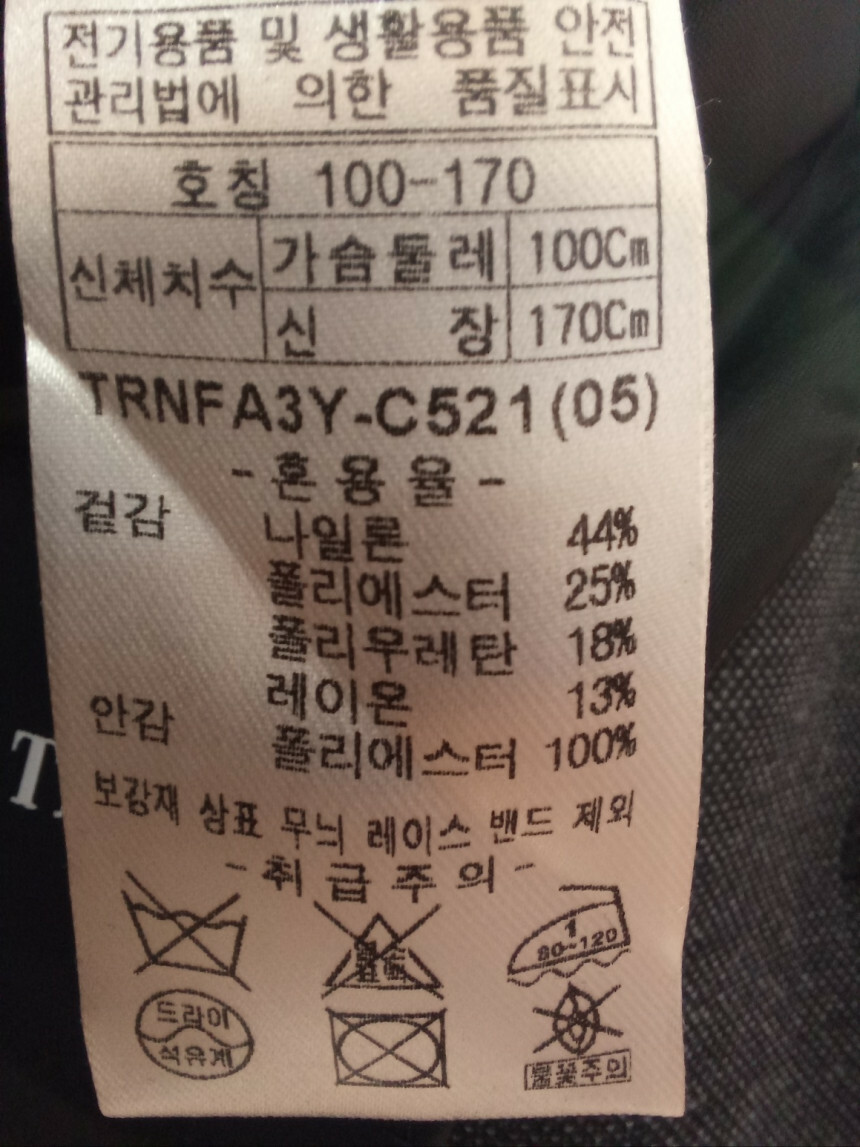 전기용품 및 생활용품 안전
관리법에 의한 품질표시
호칭 100-170
신체치수 가슴둘레 100Cm
신 장 170Cm
TRNFA3Y-C521(05)
- 혼 용 율 -
겉감 나일론 44%
폴리에스터 25%
폴리우레탄 18%
레이온 13%
안감 폴리에스터 100%
보강재 상표 무늬 레이스 밴드 제외
- 취 급 주 의 -
1
80~120
드라이
석유계